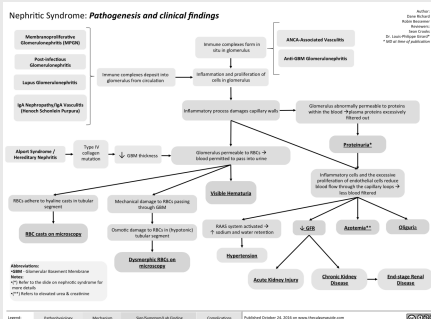 Nephritic Syndrome: Pathogenesis and clinical findings
Author:
Dane Richard
Robin Besseiner
Reviewers:
Sean Crooks
Dr. Louis-Philippe Girard*
* MD at time of publication
Membranoproliferative
Glomerulonephritis (MPGN)
Post-infectious
Glomerulonephritis
Lupus Glomerulonephritis
IgA Nephropathy/IgA Vasculitis
(Henoch Schonlein Purpura)
Immune complexes deposit into
glomerulus from circulation
Immune complexes form in
situ in glomerulus
Inflammation and proliferation of
cells in glomerulus
ANCA-Associated Vasculitis
Anti-GBM Glomerulonephritis
Inflammatory process damages capillary walls
Glomerulus abnormally permeable to proteins
within the blood → plasma proteins excessively
filtered out
Proteinuria*
Alport Syndrome /
Hereditary Nephritis
Type IV
collagen
mutation
↓ GBM thickness
Glomerulus permeable to RBCs →
blood permitted to pass into urine
Inflammatory cells and the excessive
proliferation of endothelial cells reduce
blood flow through the capillary loops →
less blood filtered
Visible Hematuria
RBCs adhere to hyaline casts in tubular
segment
RBC casts on microscopy
Mechanical damage to RBCs passing
through GBM
Osmotic damage to RBCs in (hypotonic)
tubular segment
Dysmorphic RBCs on
microscopy
RAAS system activated →
↑ sodium and water retention
Hypertension
↓ GFR
Azotemia**
Oliguria
Acute Kidney Injury
Chronic Kidney
Disease
End-stage Renal
Disease
Abbreviations:
•GBM - Glomerular Basement Membrane
Notes:
•(*) Refer to the slide on nephrotic syndrome for
more details
•(**) Refers to elevated urea & creatinine
Legend:
Pathophysiology
Mechanism
Sign/Symptom/Lab Finding
Complications
Published October 24, 2016 on www.thecalgaryguide.com